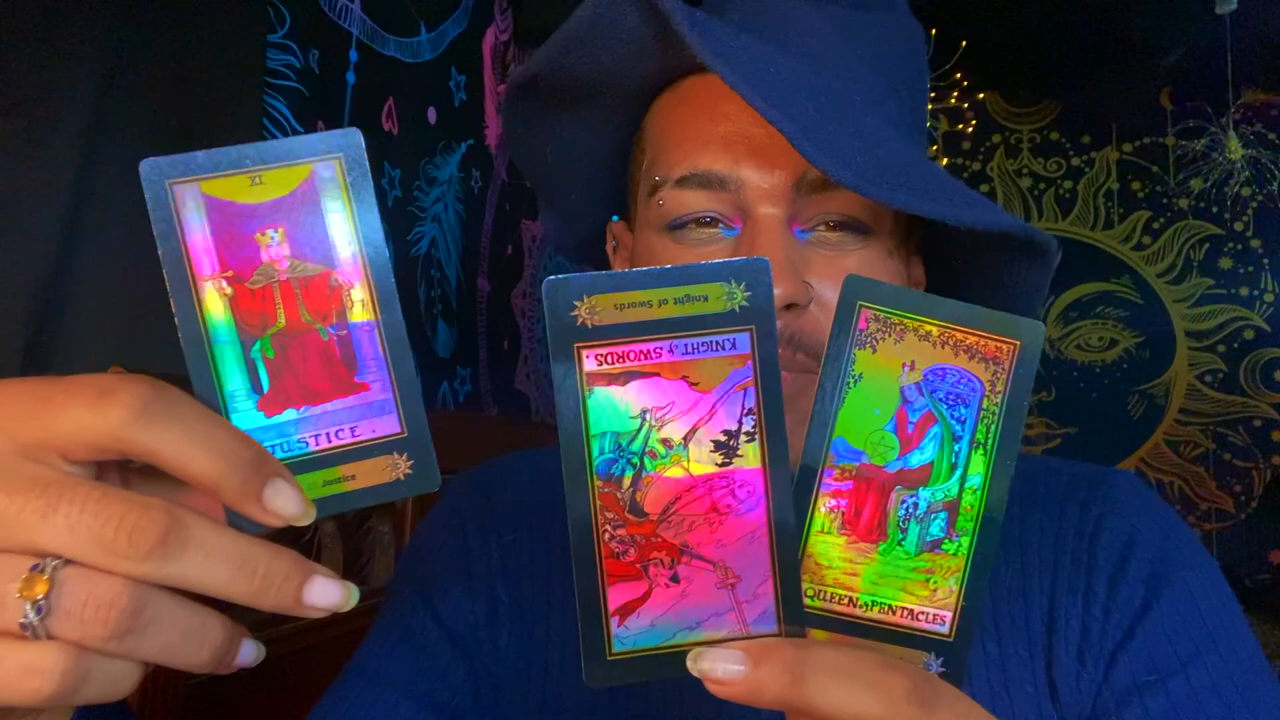 XI
JUSTICE.
Justice
Knight of Swords
KNIGHT of SWORDS.
QUEEN of PENTACLES